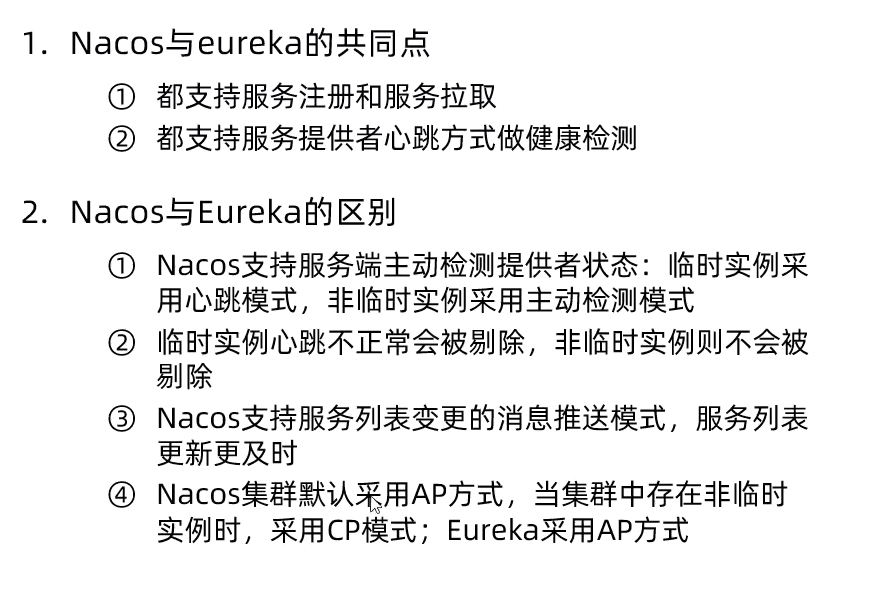 1. Nacos与eureka的共同点
① 都支持服务注册和服务拉取
② 都支持服务提供者心跳方式做健康检测
2. Nacos与Eureka的区别
① Nacos支持服务端主动检测提供者状态：临时实例采
用心跳模式，非临时实例采用主动检测模式
② 临时实例心跳不正常会被剔除，非临时实例则不会被
剔除
③ Nacos支持服务列表变更的消息推送模式，服务列表
更新更及时
④ Nacos集群默认采用AP方式，当集群中存在非临时
实例时，采用CP模式；Eureka采用AP方式